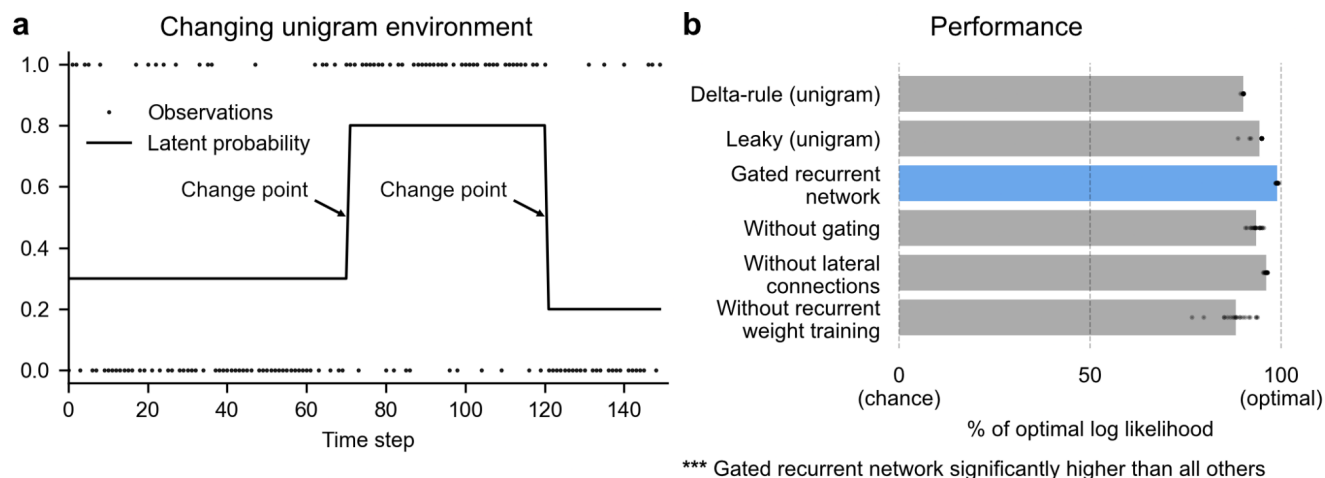 a
Changing unigram environment
1.0
0.8
0.6
0.4
0.2
0.0
Observations
Latent probability
Change point
Change point
0
20
40
60
80
100
120
140
Time step
b
Performance
Delta-rule (unigram)
Leaky (unigram)
Gated recurrent
network
Without gating
Without lateral
connections
Without recurrent
weight training
0
(chance)
50
100
(optimal)
% of optimal log likelihood
*** Gated recurrent network significantly higher than all others